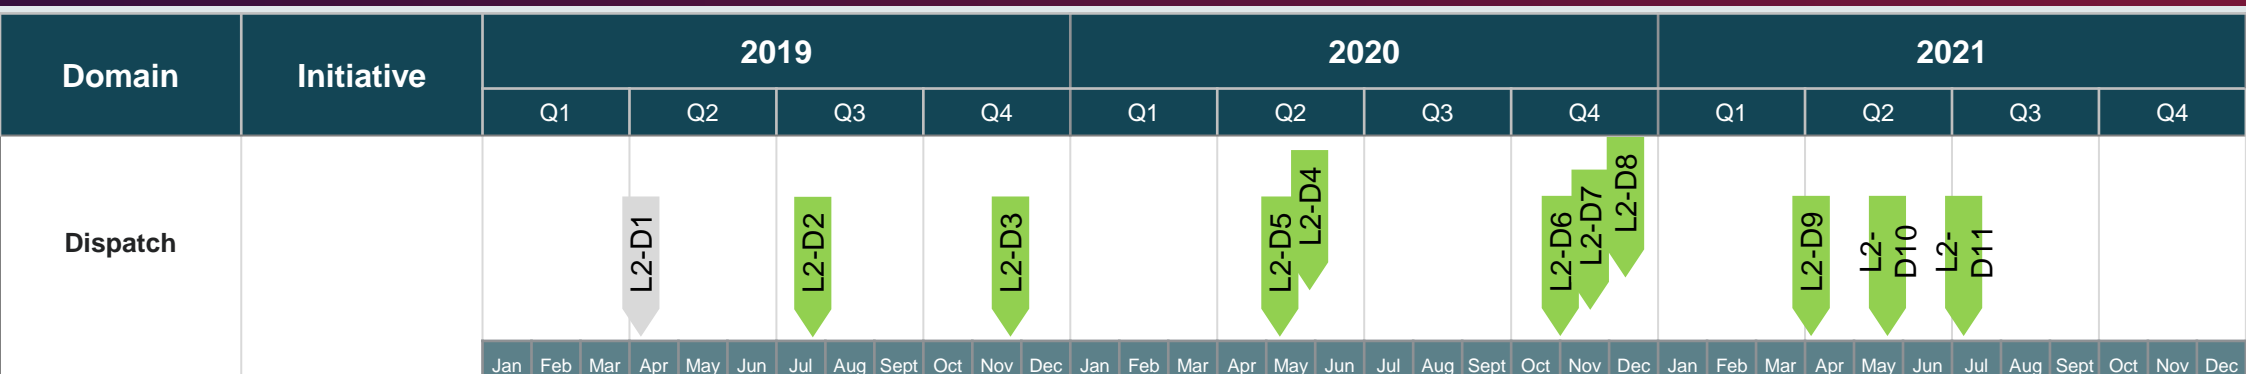 Domain
Initiative
2019
2020
2021
Q1
Q2
Q3
Q4
Q1
Q2
Q3
Q4
Q1
Q2
Q3
Q4
Dispatch
L2-D1
L2-D2
L2-D3
L2-D5
L2-D4
L2-D6
L2-D7
L2-D8
L2-D9
L2-
D10
L2-
D11
Jan Feb Mar Apr May Jun Jul Aug Sept Oct Nov Dec Jan Feb Mar Apr May Jun Jul Aug Sept Oct Nov Dec Jan Feb Mar Apr May Jun Jul Aug Sept Oct Nov Dec